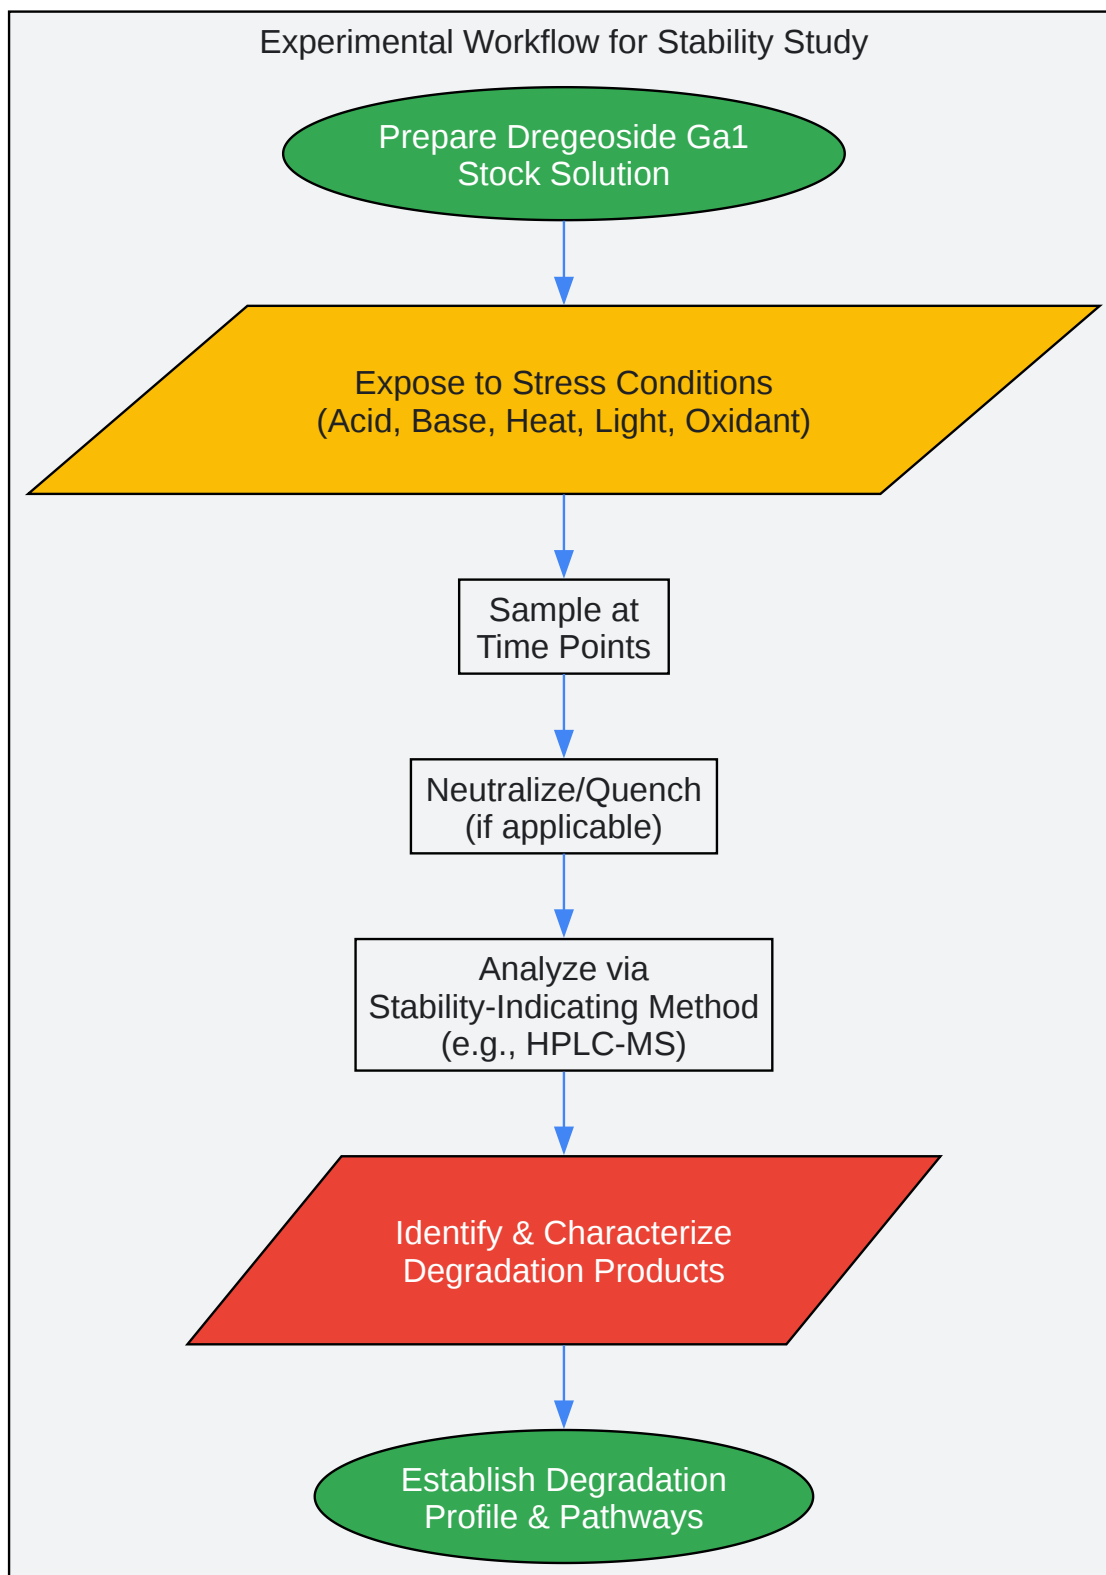 Experimental Workflow for Stability Study
Prepare Dregeoside Ga1
Stock Solution
Expose to Stress Conditions
(Acid, Base, Heat, Light, Oxidant)
Sample at
Time Points
Neutralize/Quench
(if applicable)
Analyze via
Stability-Indicating Method
(e.g., HPLC-MS)
Identify & Characterize
Degradation Products
Establish Degradation
Profile & Pathways